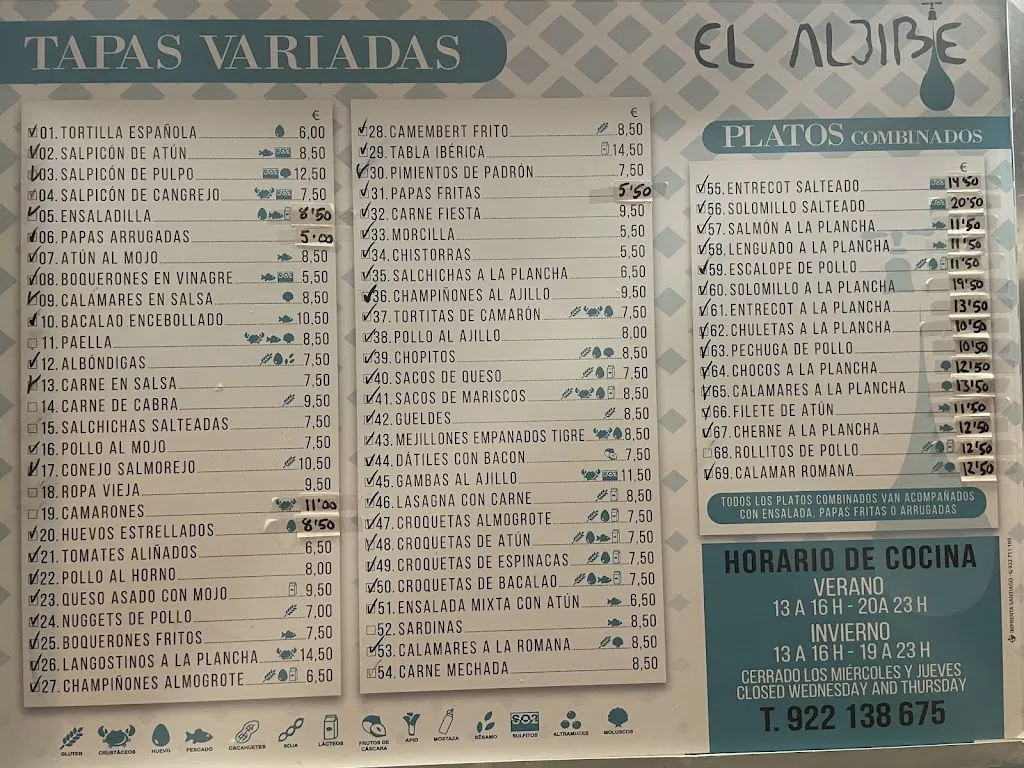 TAPAS VARIADAS
EL ALJIBE
€
01. TORTILLA ESPAÑOLA 6,00
02. SALPICÓN DE ATÚN SO2 8,50
03. SALPICÓN DE PULPO SO2 12,50
04. SALPICÓN DE CANGREJO SO2 7,50
05. ENSALADILLA 8'50
06. PAPAS ARRUGADAS 5'00
07. ATÚN AL MOJO 8,50
08. BOQUERONES EN VINAGRE SO2 5,50
09. CALAMARES EN SALSA 8,50
10. BACALAO ENCEBOLLADO 10,50
11. PAELLA 8,50
12. ALBÓNDIGAS 7,50
13. CARNE EN SALSA 7,50
14. CARNE DE CABRA 9,50
15. SALCHICHAS SALTEADAS 7,50
16. POLLO AL MOJO 7,50
17. CONEJO SALMOREJO 10,50
18. ROPA VIEJA 9,50
19. CAMARONES 11'00
20. HUEVOS ESTRELLADOS 8'50
21. TOMATES ALIÑADOS 6,50
22. POLLO AL HORNO 8,00
23. QUESO ASADO CON MOJO 9,50
24. NUGGETS DE POLLO 7,00
25. BOQUERONES FRITOS 7,50
26. LANGOSTINOS A LA PLANCHA 14,50
27. CHAMPIÑONES ALMOGROTE 6,50
€
28. CAMEMBERT FRITO 8,50
29. TABLA IBÉRICA 14,50
30. PIMIENTOS DE PADRÓN 7,50
31. PAPAS FRITAS 5'50
32. CARNE FIESTA 9,50
33. MORCILLA 5,50
34. CHISTORRAS 5,50
35. SALCHICHAS A LA PLANCHA 6,50
36. CHAMPIÑONES AL AJILLO 9,50
37. TORTITAS DE CAMARÓN 7,50
38. POLLO AL AJILLO 8,00
39. CHOPITOS 8,50
40. SACOS DE QUESO 7,50
41. SACOS DE MARISCOS 8,50
42. GUELDES 8,50
43. MEJILLONES EMPANADOS TIGRE 8,50
44. DÁTILES CON BACON 7,50
45. GAMBAS AL AJILLO SO2 11,50
46. LASAGNA CON CARNE 8,50
47. CROQUETAS ALMOGROTE 7,50
48. CROQUETAS DE ATÚN 7,50
49. CROQUETAS DE ESPINACAS 7,50
50. CROQUETAS DE BACALAO 7,50
51. ENSALADA MIXTA CON ATÚN 6,50
52. SARDINAS 8,50
53. CALAMARES A LA ROMANA 8,50
54. CARNE MECHADA 8,50
PLATOS COMBINADOS
€
55. ENTRECOT SALTEADO SO2 14'50
56. SOLOMILLO SALTEADO SO2 20'50
57. SALMÓN A LA PLANCHA 11'50
58. LENGUADO A LA PLANCHA 11'50
59. ESCALOPE DE POLLO 11'50
60. SOLOMILLO A LA PLANCHA 19'50
61. ENTRECOT A LA PLANCHA 13'50
62. CHULETAS A LA PLANCHA 10'50
63. PECHUGA DE POLLO 10'50
64. CHOCOS A LA PLANCHA 12'50
65. CALAMARES A LA PLANCHA 13'50
66. FILETE DE ATÚN 11'50
67. CHERNE A LA PLANCHA 12'50
68. ROLLITOS DE POLLO 12'50
69. CALAMAR ROMANA 12'50
TODOS LOS PLATOS COMBINADOS VAN ACOMPAÑADOS
CON ENSALADA, PAPAS FRITAS O ARRUGADAS
HORARIO DE COCINA
VERANO
13 A 16 H - 20A 23 H
INVIERNO
13 A 16 H - 19 A 23 H
CERRADO LOS MIÉRCOLES Y JUEVES
CLOSED WEDNESDAY AND THURSDAY
T. 922 138 675
IMPRENTA SANTIAGO - 922 711 101
GLUTEN
CRUSTÁCEOS
HUEVO
PESCADO
CACAHUETES
SOJA
LÁCTEOS
FRUTOS DE CÁSCARA
APIO
MOSTAZA
SÉSAMO
SO2
SULFITOS
ALTRAMUCES
MOLUSCOS